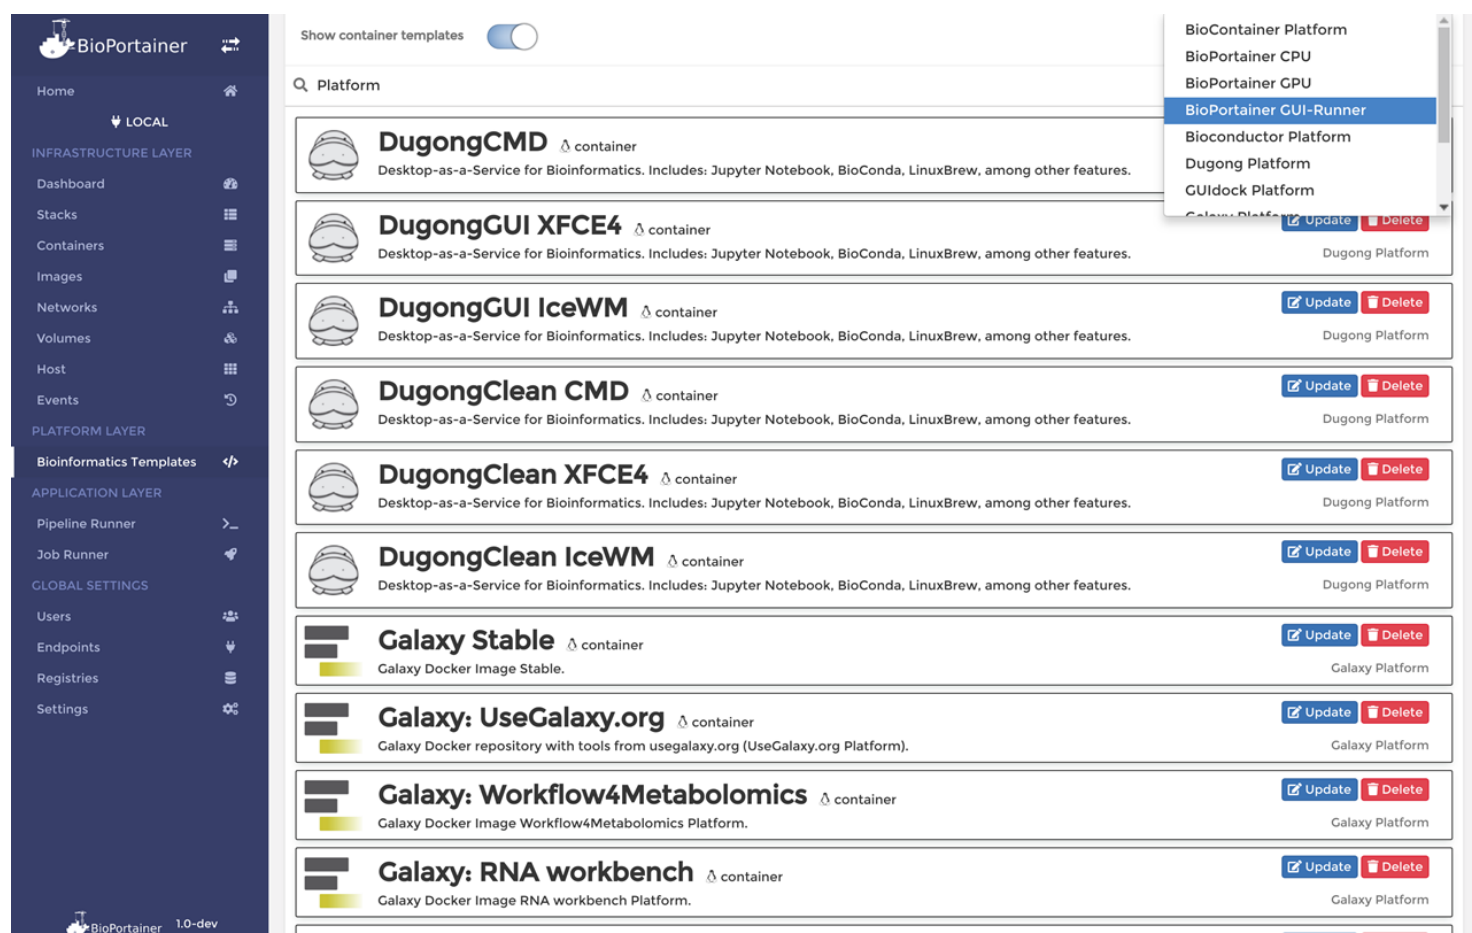 BioPortainer
Home
LOCAL
INFRASTRUCTURE LAYER
Dashboard
Stacks
Containers
Images
Networks
Volumes
Host
Events
PLATFORM LAYER
Bioinformatics Templates
APPLICATION LAYER
Pipeline Runner
Job Runner
GLOBAL SETTINGS
Users
Endpoints
Registries
Settings
BioPortainer 1.0-dev
Show container templates
Platform
BioContainer Platform
BioPortainer CPU
BioPortainer GPU
BioPortainer GUI-Runner
Bioconductor Platform
Dugong Platform
GUIdock Platform
Galaxy Platform
DugongCMD container
Desktop-as-a-Service for Bioinformatics. Includes: Jupyter Notebook, BioConda, LinuxBrew, among other features.
DugongGUI XFCE4 container
Update Delete
Desktop-as-a-Service for Bioinformatics. Includes: Jupyter Notebook, BioConda, LinuxBrew, among other features.
Dugong Platform
DugongGUI IceWM container
Update Delete
Desktop-as-a-Service for Bioinformatics. Includes: Jupyter Notebook, BioConda, LinuxBrew, among other features.
Dugong Platform
DugongClean CMD container
Update Delete
Desktop-as-a-Service for Bioinformatics. Includes: Jupyter Notebook, BioConda, LinuxBrew, among other features.
Dugong Platform
DugongClean XFCE4 container
Update Delete
Desktop-as-a-Service for Bioinformatics. Includes: Jupyter Notebook, BioConda, LinuxBrew, among other features.
Dugong Platform
DugongClean IceWM container
Update Delete
Desktop-as-a-Service for Bioinformatics. Includes: Jupyter Notebook, BioConda, LinuxBrew, among other features.
Dugong Platform
Galaxy Stable container
Update Delete
Galaxy Docker Image Stable.
Galaxy Platform
Galaxy: UseGalaxy.org container
Update Delete
Galaxy Docker repository with tools from usegalaxy.org (UseGalaxy.org Platform).
Galaxy Platform
Galaxy: Workflow4Metabolomics container
Update Delete
Galaxy Docker Image Workflow4Metabolomics Platform.
Galaxy Platform
Galaxy: RNA workbench container
Update Delete
Galaxy Docker Image RNA workbench Platform.
Galaxy Platform